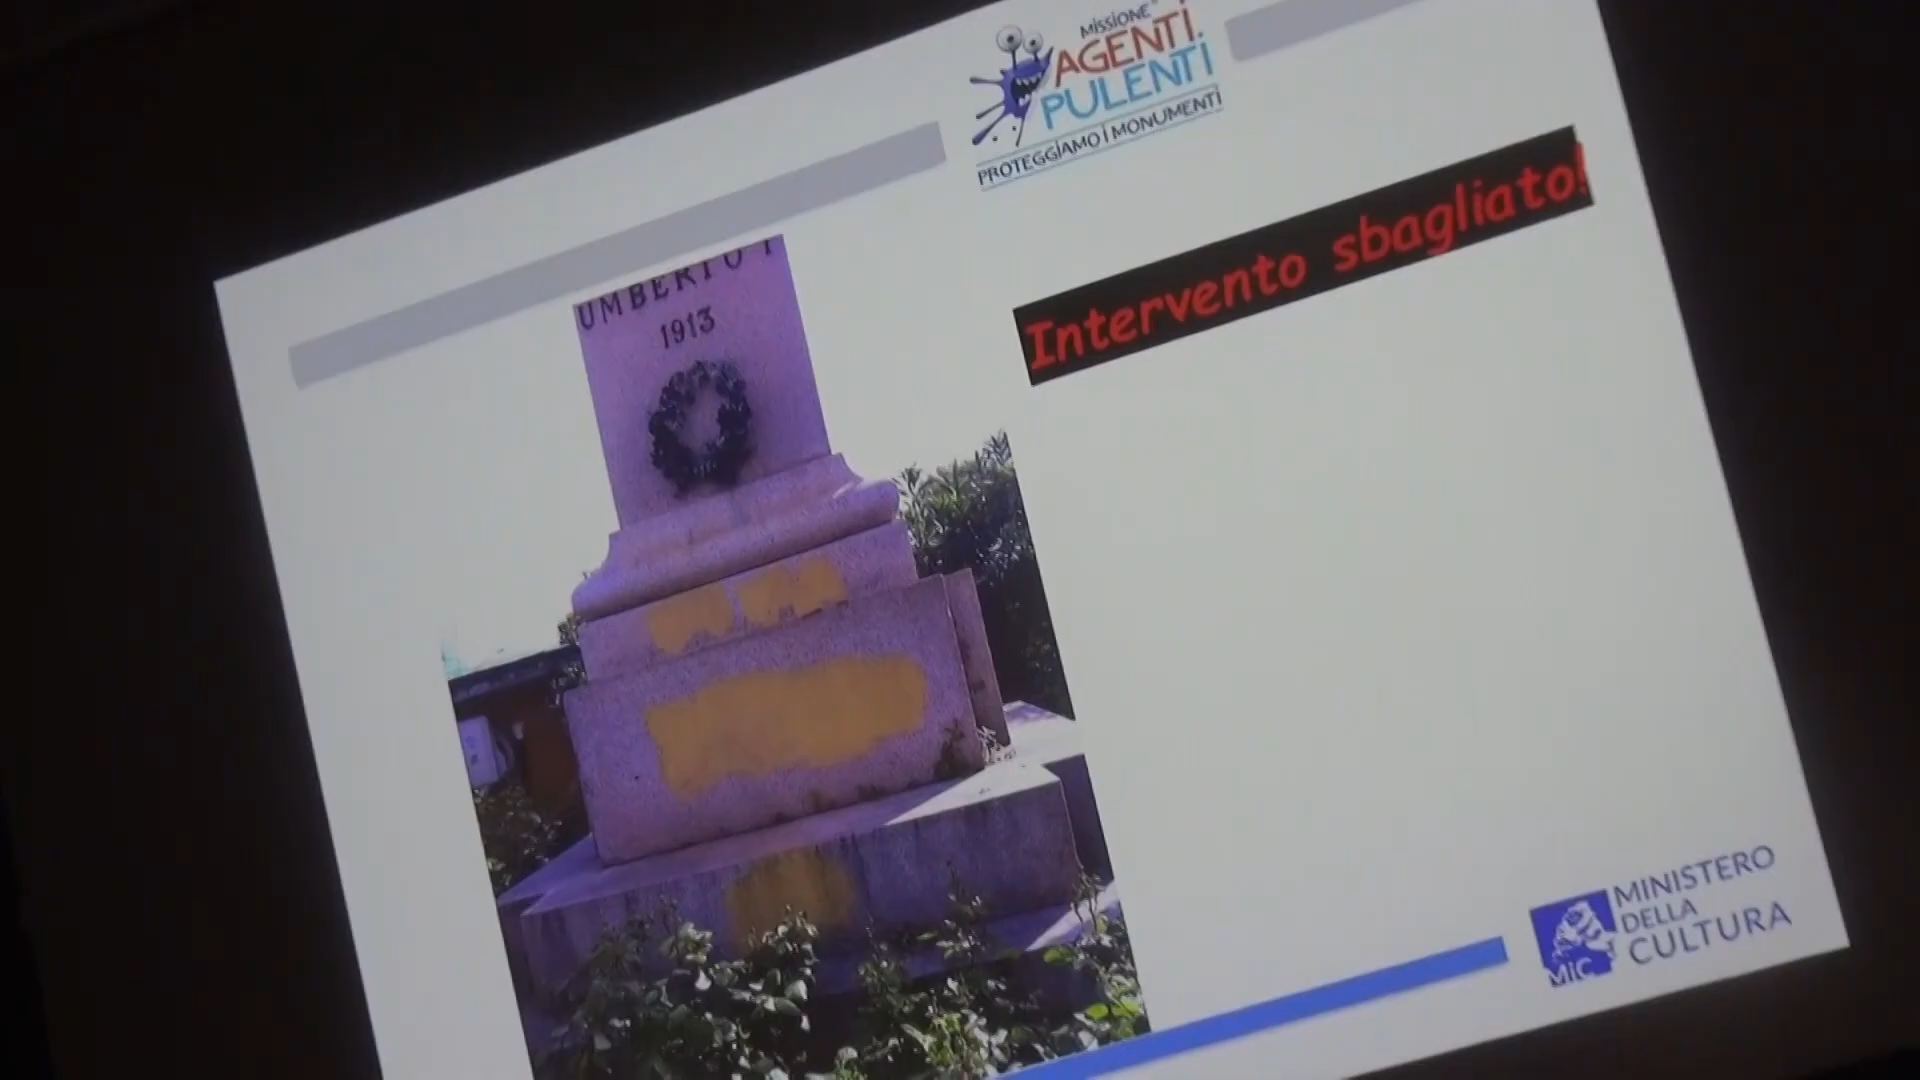 MISSIONE
AGENTI
PULENTI
PROTEGGIAMO I MONUMENTI
Intervento sbagliato!
UMBERTO I
1913
MINISTERO
DELLA
CULTURA
MiC